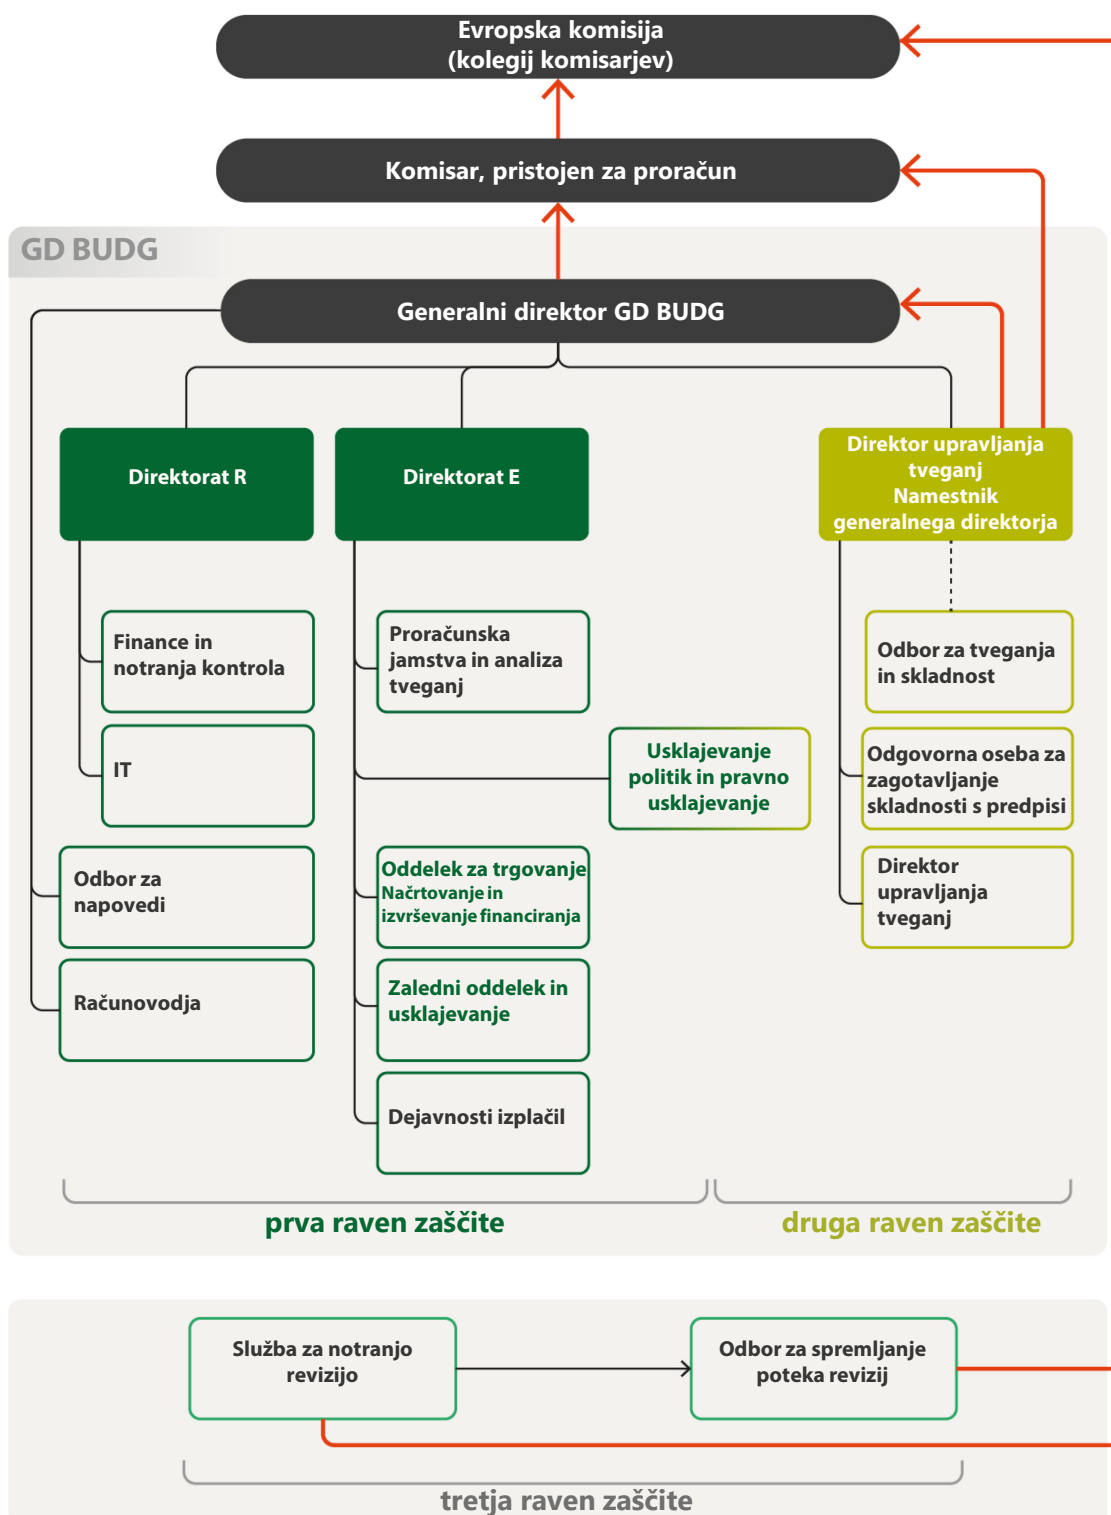 Evropska komisija
(kolegij komisarjev)
Komisar, pristojen za proračun
GD BUDG
Generalni direktor GD BUDG
Direktorat R
Direktorat E
Direktor upravljanja
tveganj
Namestnik
generalnega direktorja
Finance in
notranja kontrola
Proračunska
jamstva in analiza
tveganj
Odbor za tveganja
in skladnost
IT
Usklajevanje
politik in pravno
usklajevanje
Odgovorna oseba za
zagotavljanje
skladnosti s predpisi
Odbor za
napovedi
Oddelek za trgovanje
Načrtovanje in
izvrševanje financiranja
Direktor
upravljanja
tveganj
Računovodja
Zaledni oddelek in
usklajevanje
Dejavnosti izplačil
prva raven zaščite
druga raven zaščite
Služba za notranjo
revizijo
Odbor za spremljanje
poteka revizij
tretja raven zaščite